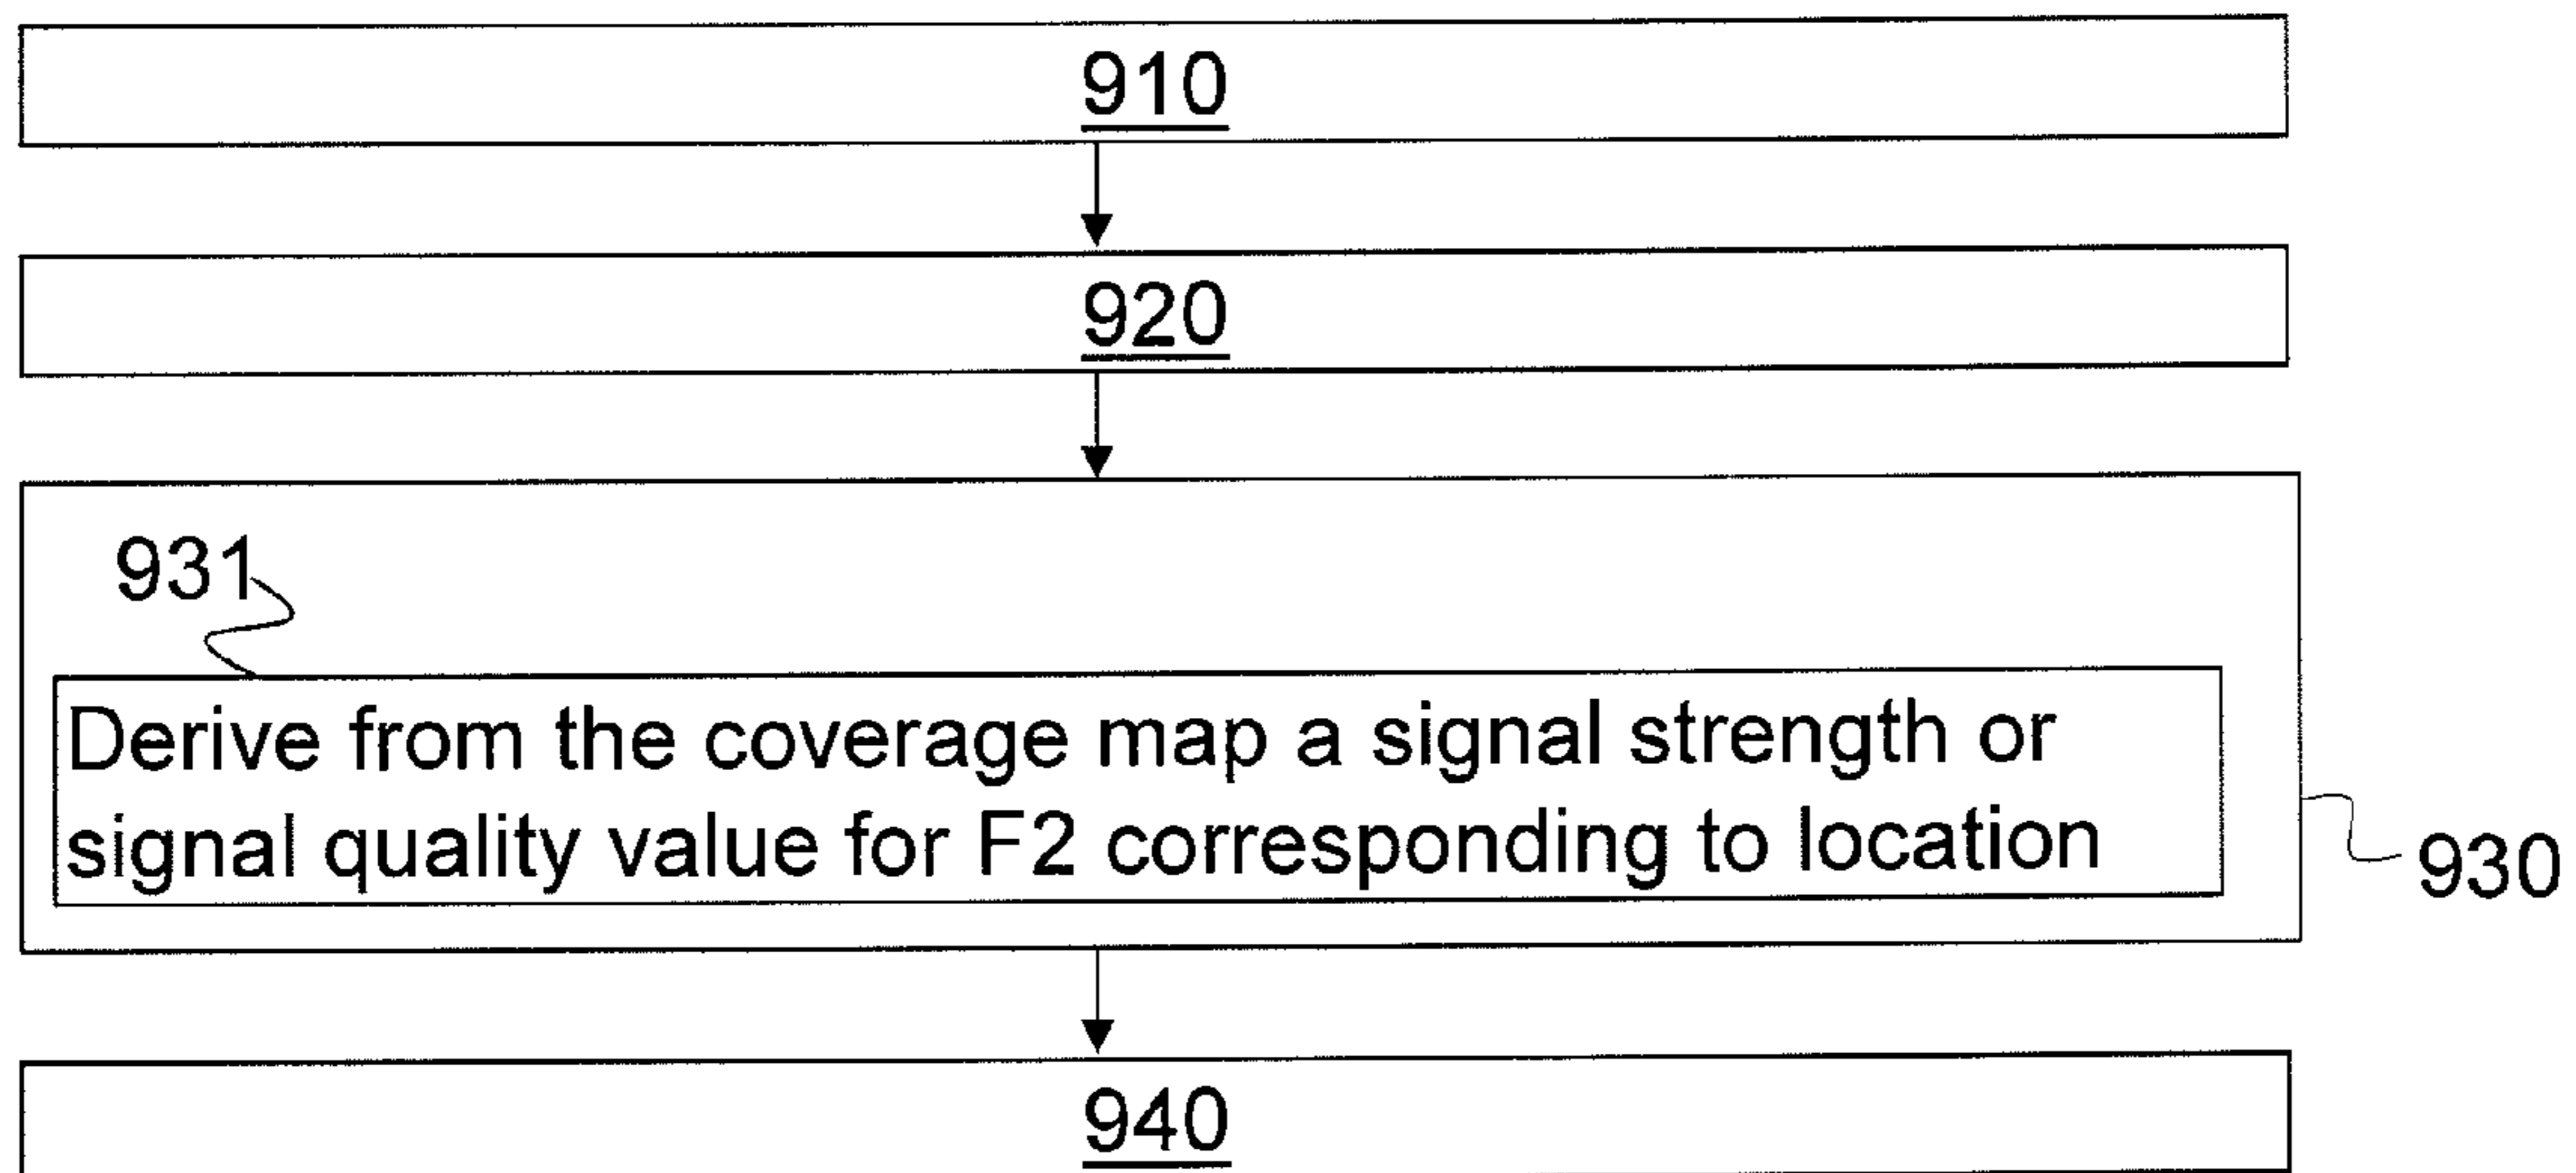 910
920
931
Derive from the coverage map a signal strength or
signal quality value for F2 corresponding to location
930
940